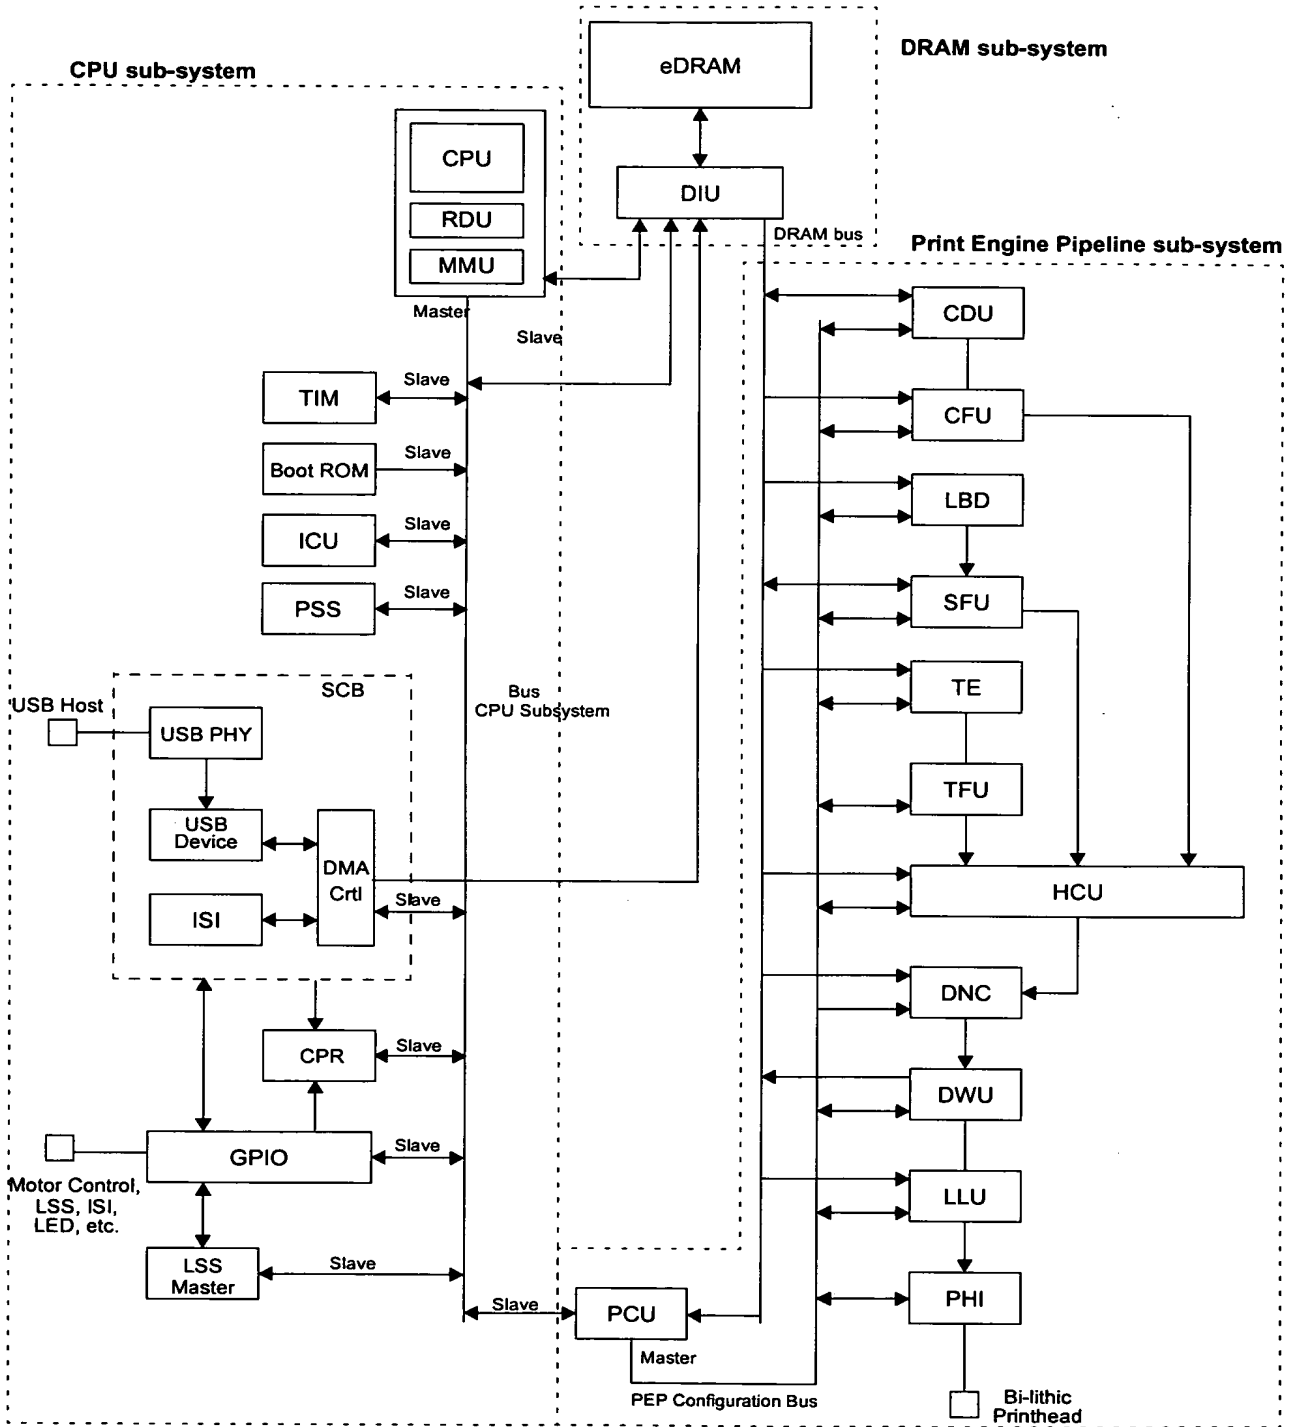 DRAM sub-system
CPU sub-system
eDRAM
CPU
RDU
MMU
DIU
DRAM bus
Print Engine Pipeline sub-system
Master
Slave
CDU
TIM
Slave
CFU
Boot ROM
Slave
LBD
ICU
Slave
PSS
Slave
SFU
SCB
Bus
CPU Subsystem
TE
USB Host
USB PHY
TFU
USB
Device
DMA
Crtl
Slave
HCU
ISI
DNC
CPR
Slave
DWU
GPIO
Slave
Motor Control,
LSS, ISI,
LED, etc.
LLU
LSS
Master
Slave
Slave
PCU
PHI
Master
PEP Configuration Bus
Bi-lithic
Printhead